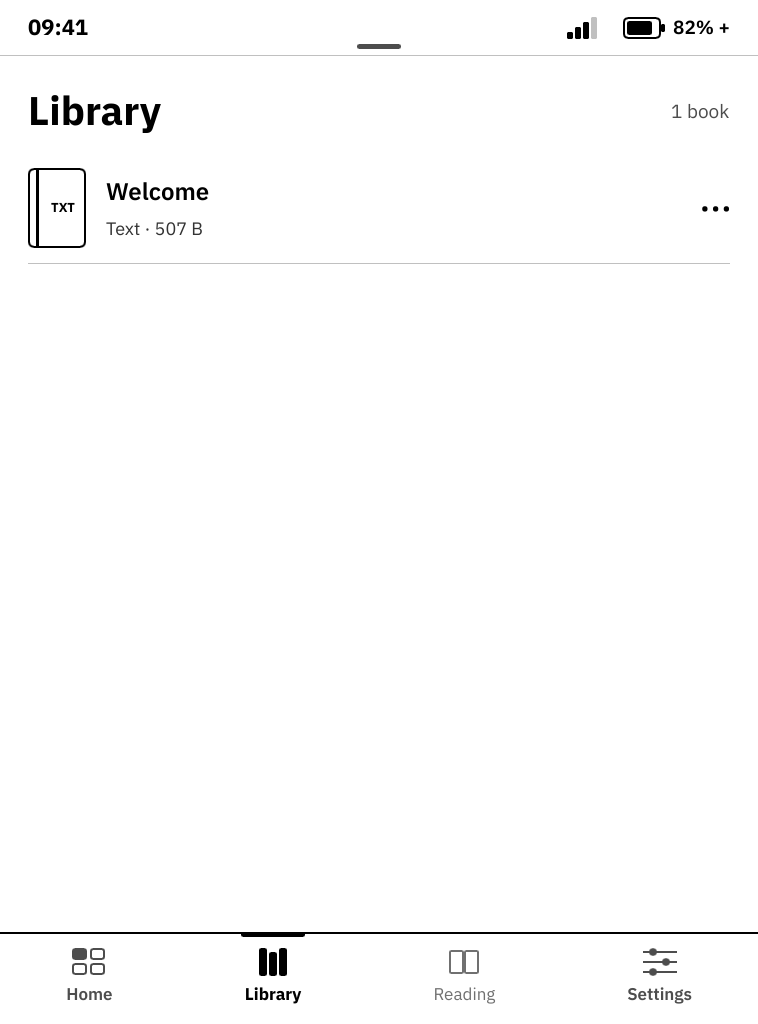 09:41
82% +
Library
1 book
TXT
Welcome
Text · 507 B
Home
Library
Reading
Settings